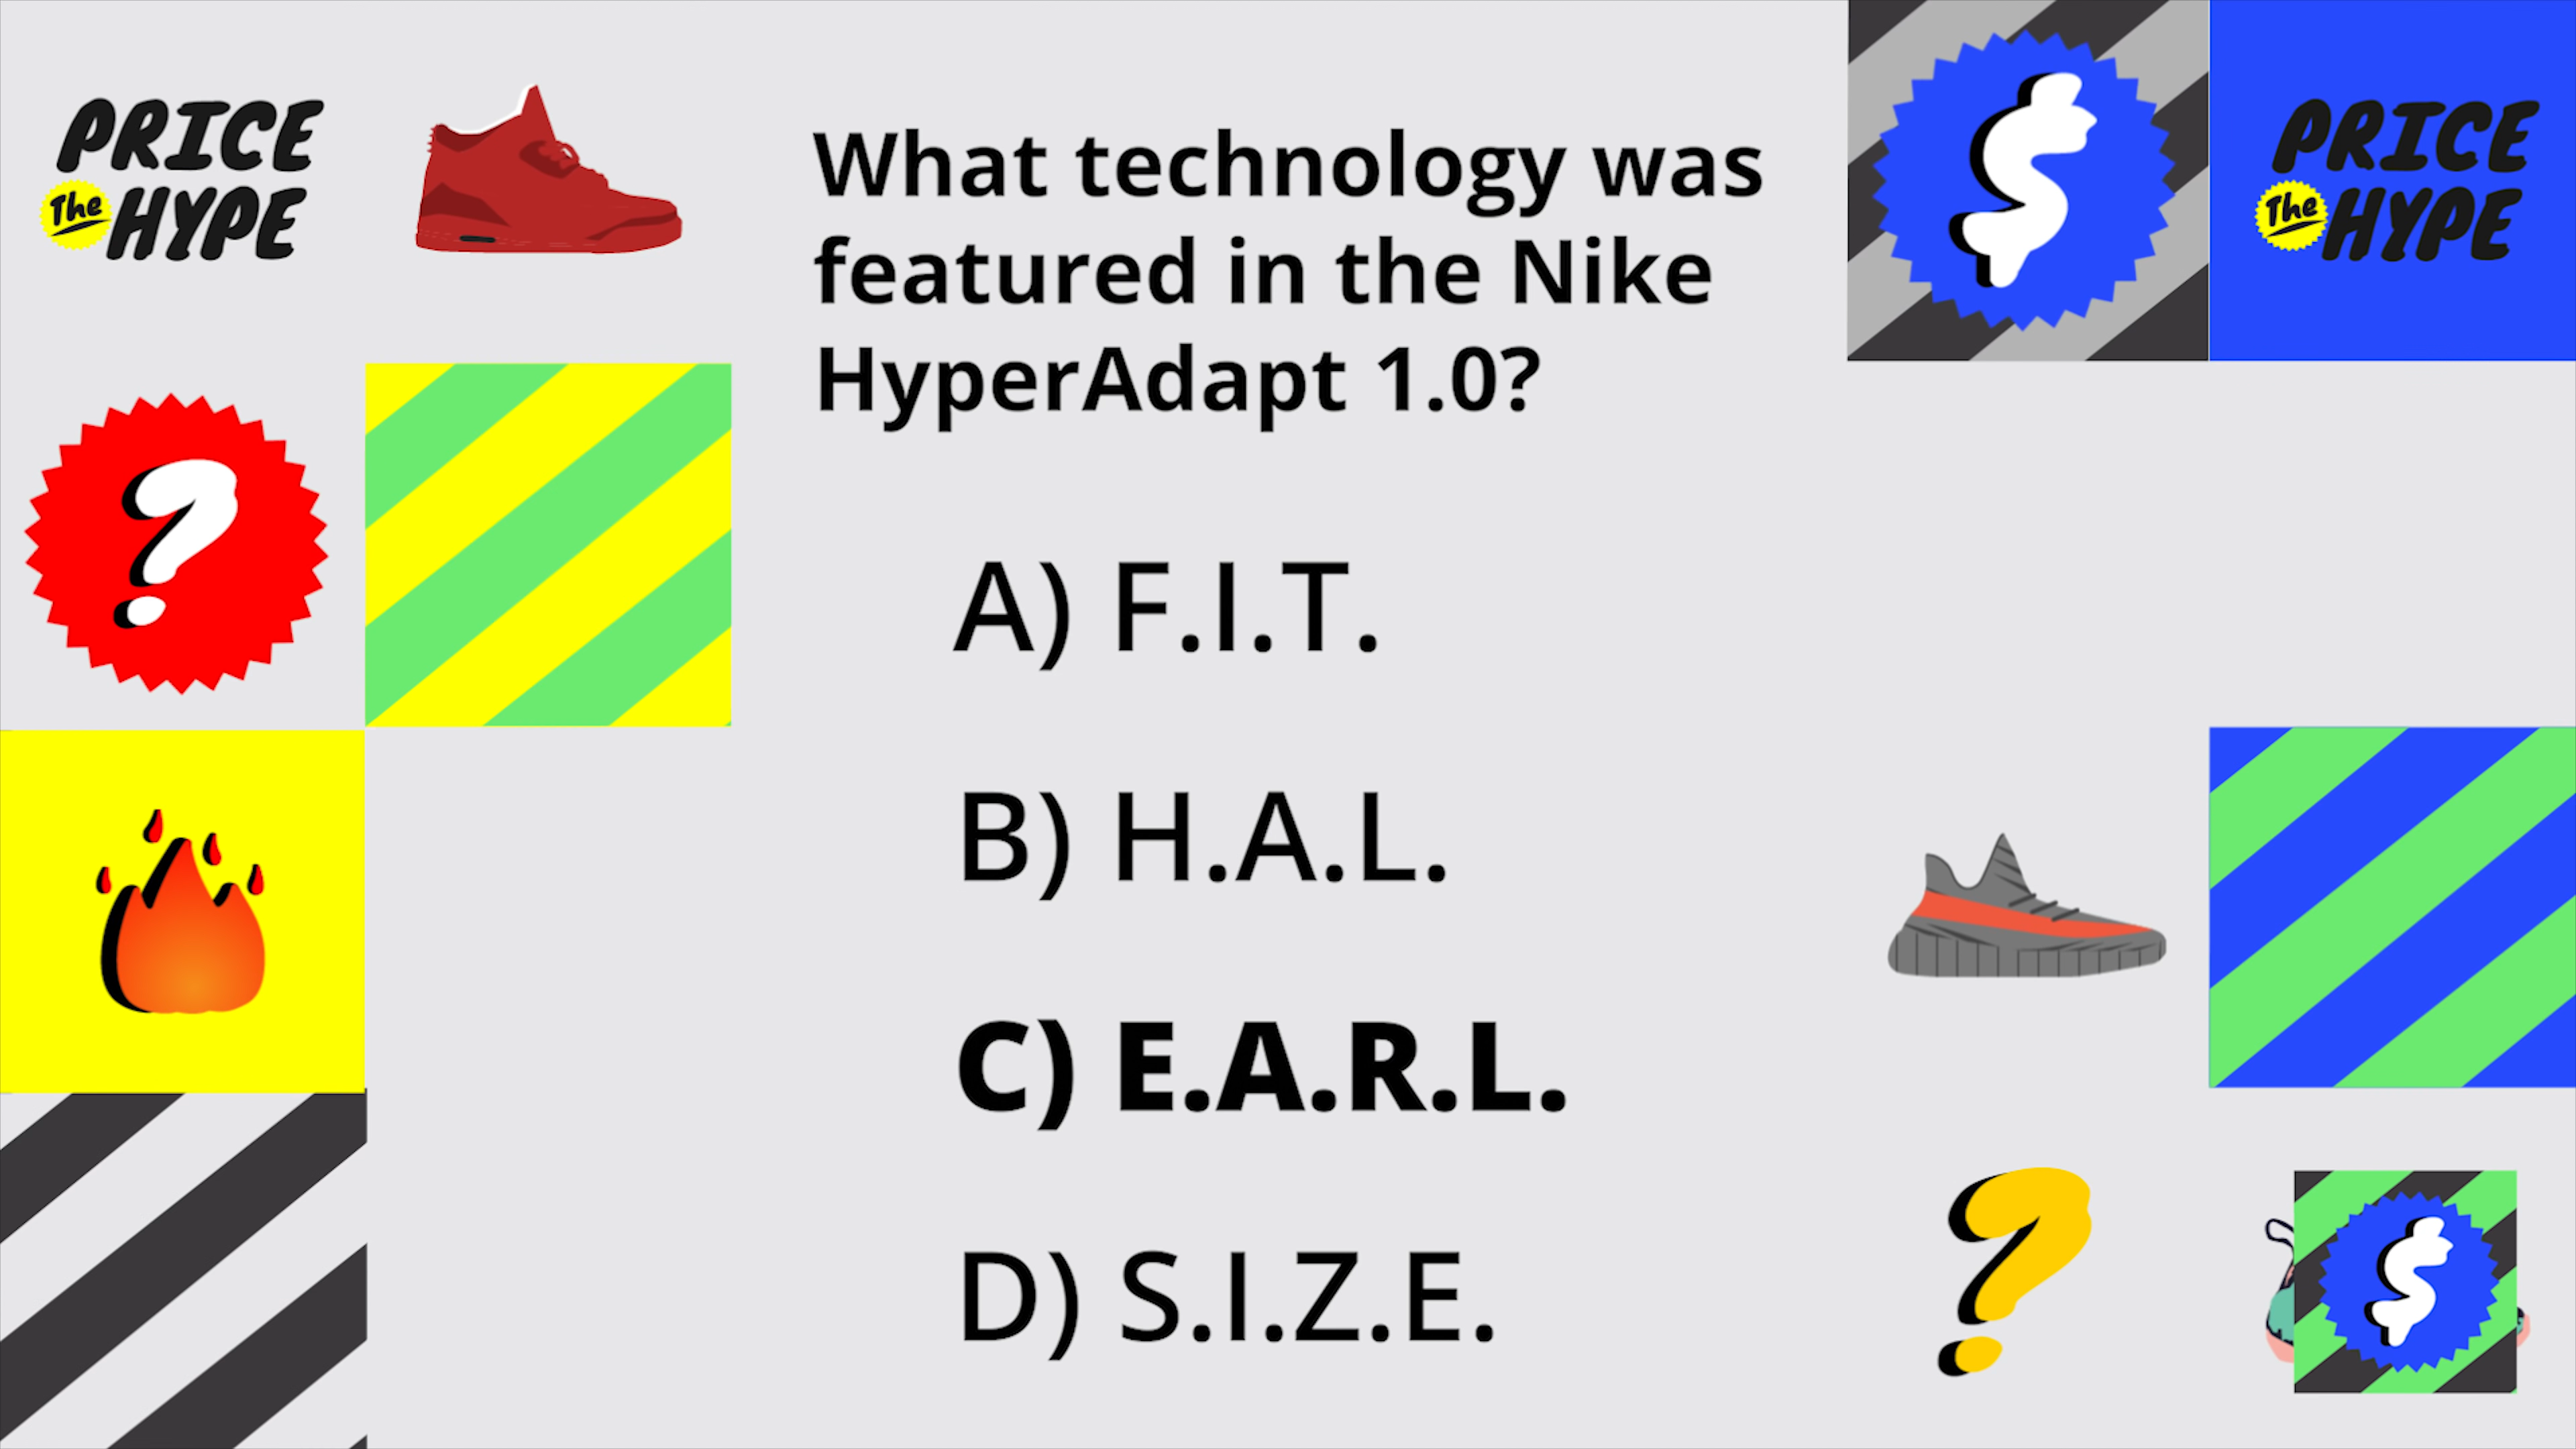 PRICE
The HYPE
What technology was
featured in the Nike
HyperAdapt 1.0?
PRICE
The HYPE
?
A) F.I.T.
B) H.A.L.
C) E.A.R.L.
D) S.I.Z.E.
$
?
$